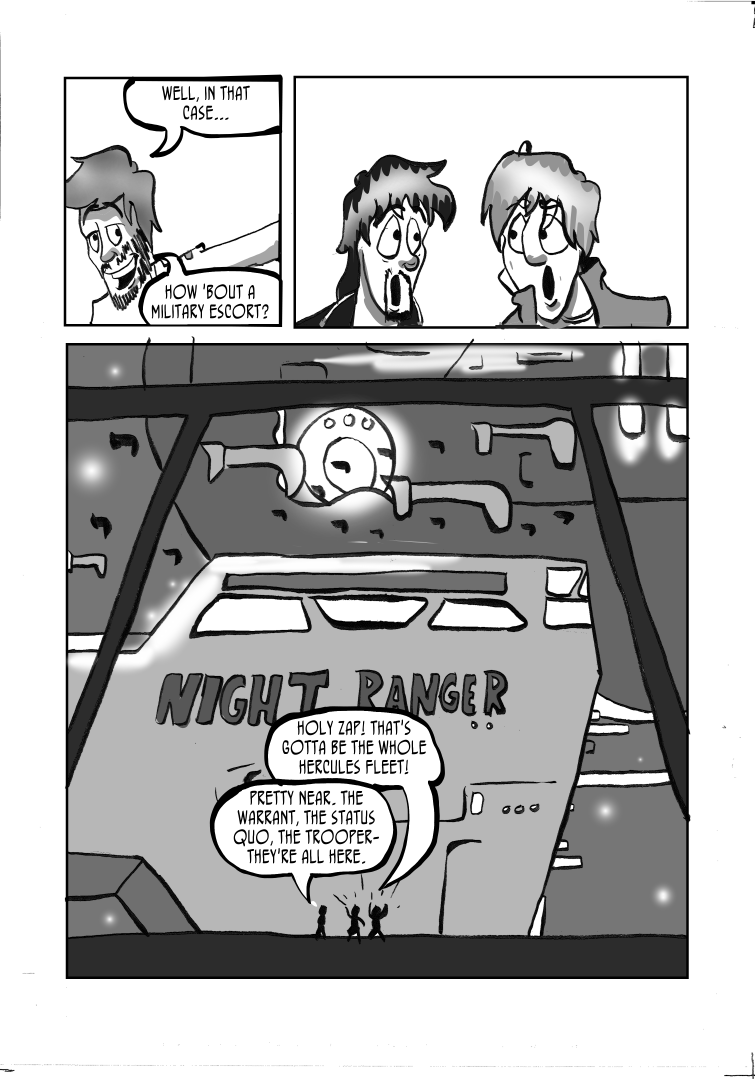 WELL, IN THAT
CASE...
HOW 'BOUT A
MILITARY ESCORT?
NIGHT RANGER
HOLY ZAP! THAT'S
GOTTA BE THE WHOLE
HERCULES FLEET!
PRETTY NEAR. THE
WARRANT, THE STATUS
QUO, THE TROOPER-
THEY'RE ALL HERE.